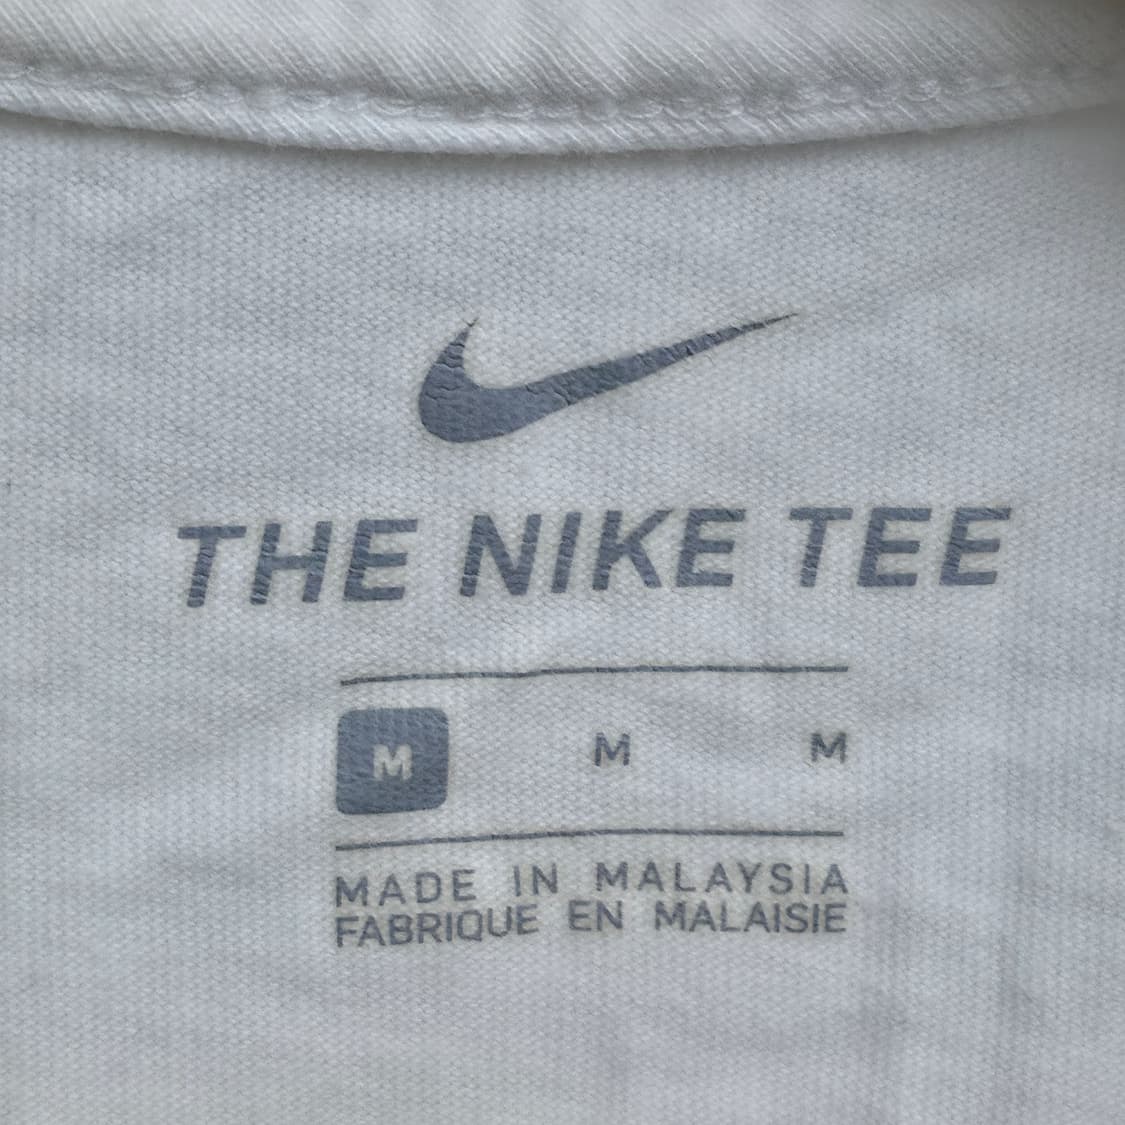 THE NIKE TEE
M M M
MADE IN MALAYSIA
FABRIQUE EN MALAISIE